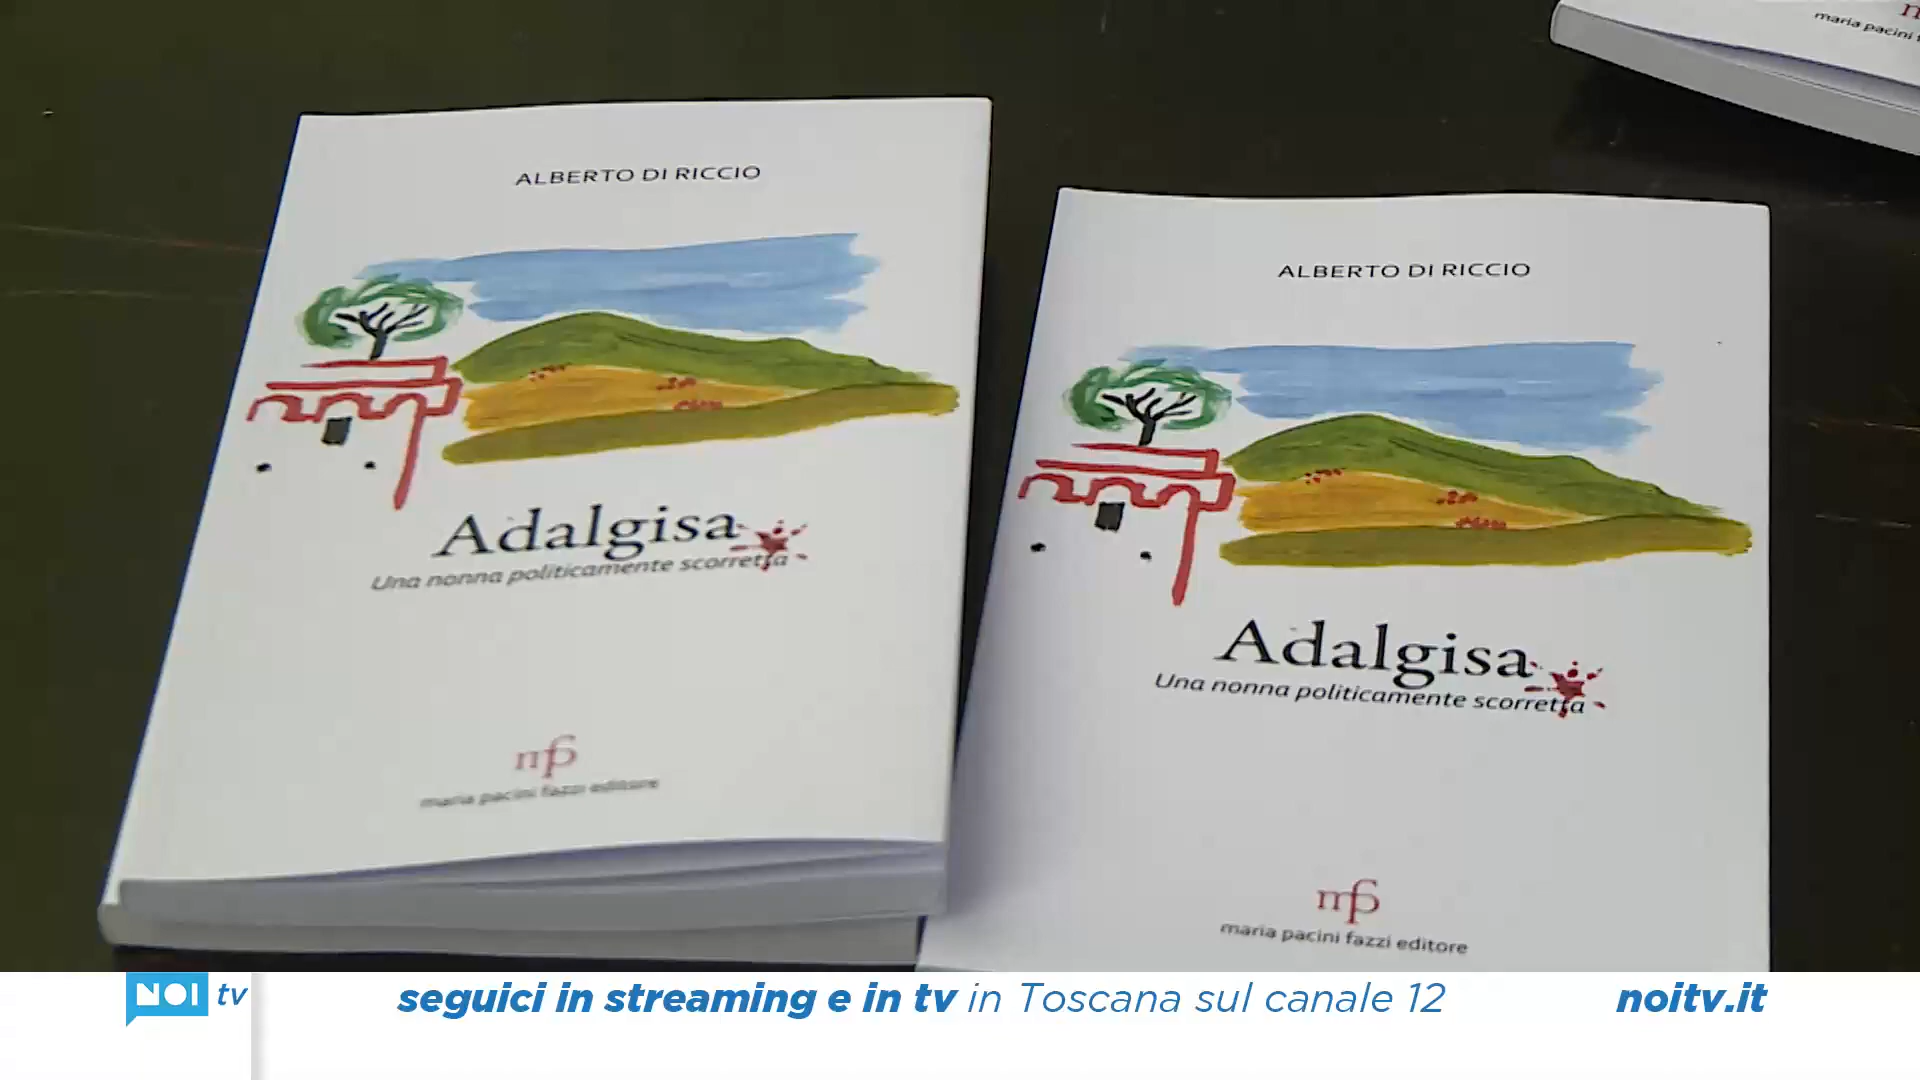 ALBERTO DI RICCIO
Adalgisa
Una nonna politicamente scorretta
mpf
maria pacini fazzi editore
ALBERTO DI RICCIO
Adalgisa
Una nonna politicamente scorretta
mpf
maria pacini fazzi editore
maria pacini
NOI tv
seguici in streaming e in tv in Toscana sul canale 12
noitv.it